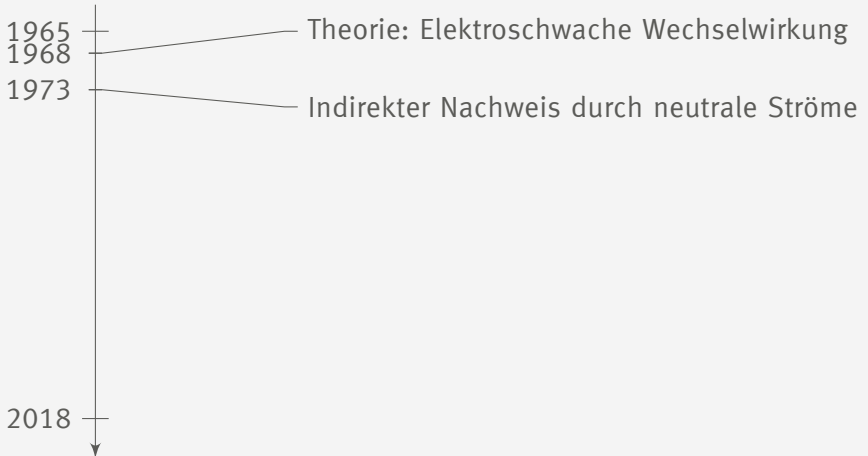 1965
Theorie: Elektroschwache Wechselwirkung
1968
1973
Indirekter Nachweis durch neutrale Ströme
2018